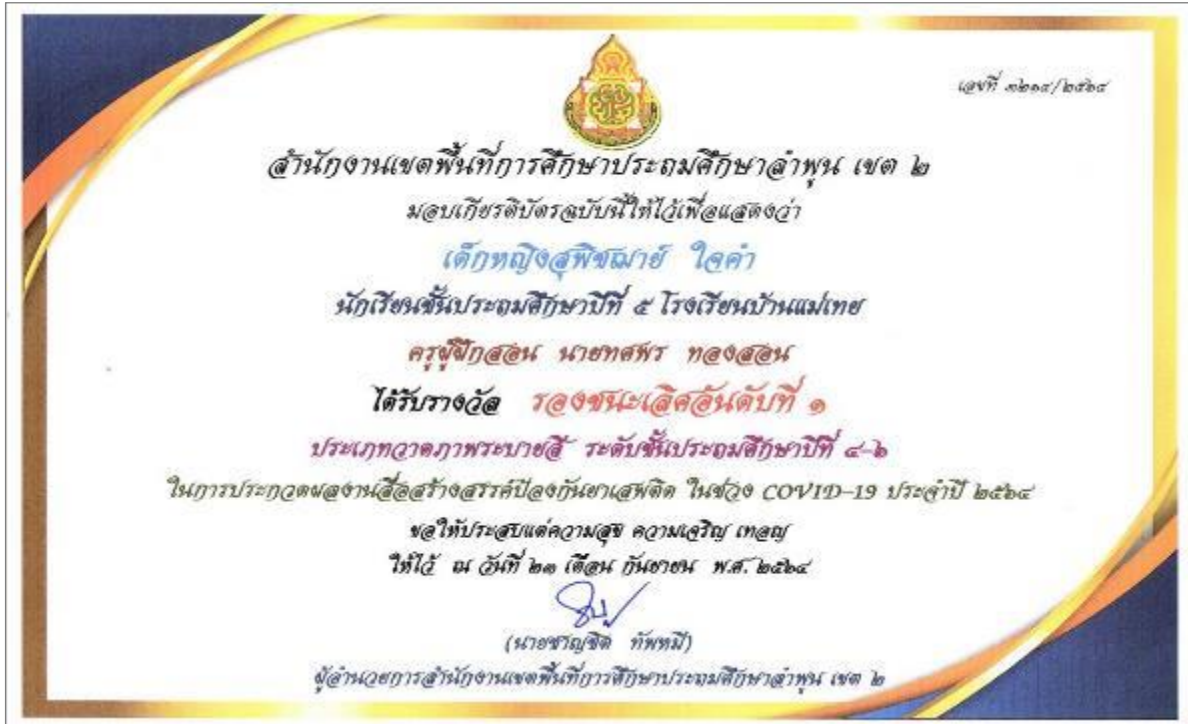 เลขที่ ๓๒๑๔/๒๕๖๔
สำนักงานเขตพื้นที่การศึกษาประถมศึกษาลำพูน เขต ๒
มอบเกียรติบัตรฉบับนี้ให้ไว้เพื่อแสดงว่า
เด็กหญิงสุพิชฌาย์ ใจคำ
นักเรียนชั้นประถมศึกษาปีที่ ๕ โรงเรียนบ้านแม่เทย
ครูผู้ฝึกสอน นายทศพร ทองสอน
ได้รับรางวัล รองชนะเลิศอันดับที่ ๑
ประเภทวาดภาพระบายสี ระดับชั้นประถมศึกษาปีที่ ๔-๖
ในการประกวดผลงานสื่อสร้างสรรค์ป้องกันยาเสพติด ในช่วง COVID-19 ประจำปี ๒๕๖๔
ขอให้ประสบแต่ความสุข ความเจริญ เทอญ
ให้ไว้ ณ วันที่ ๒๓ เดือน กันยายน พ.ศ. ๒๕๖๔
(นายชาญชิต ทัพหมี)
ผู้อำนวยการสำนักงานเขตพื้นที่การศึกษาประถมศึกษาลำพูน เขต ๒